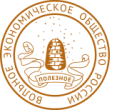 ВОЛЬНОЕ ЭКОНОМИЧЕСКОЕ ОБЩЕСТВО РОССИИ
ПОЛЕЗНОЕ